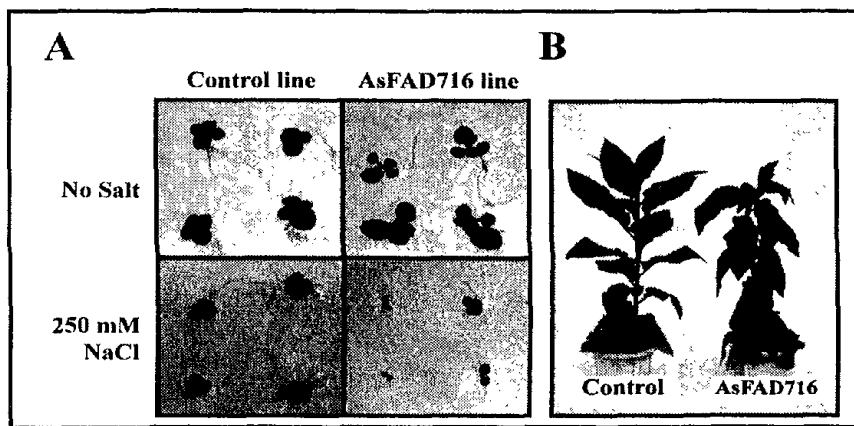 A
B
Control line
AsFAD716 line
No Salt
250 mM
NaCl
Control
AsFAD716